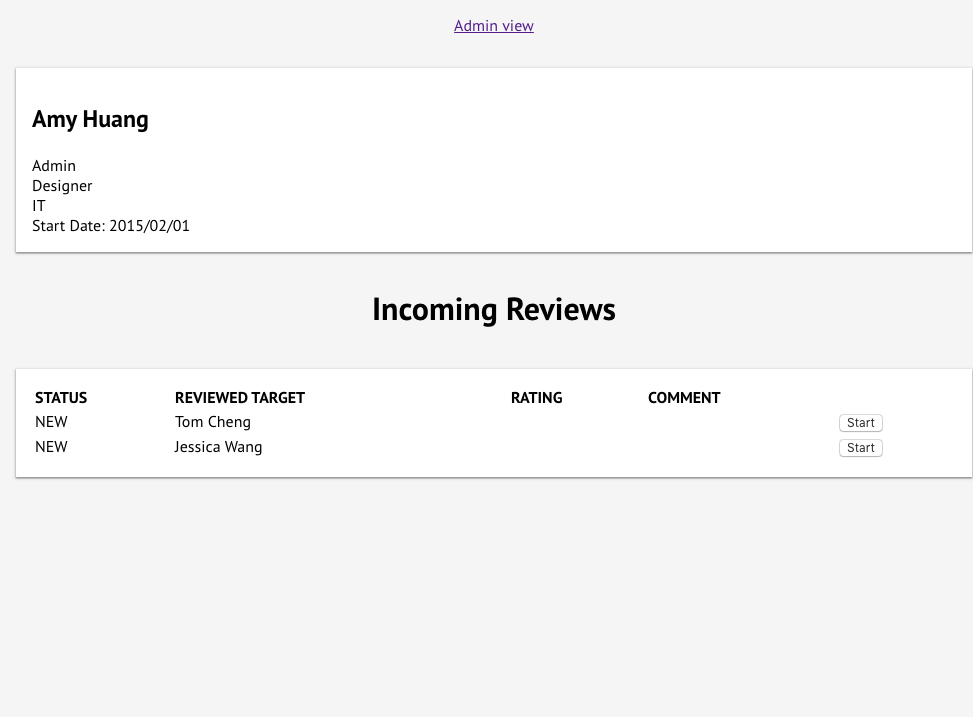 Admin view
Amy Huang
Admin
Designer
IT
Start Date: 2015/02/01
Incoming Reviews
STATUS REVIEWED TARGET RATING COMMENT
NEW Tom Cheng Start
NEW Jessica Wang Start